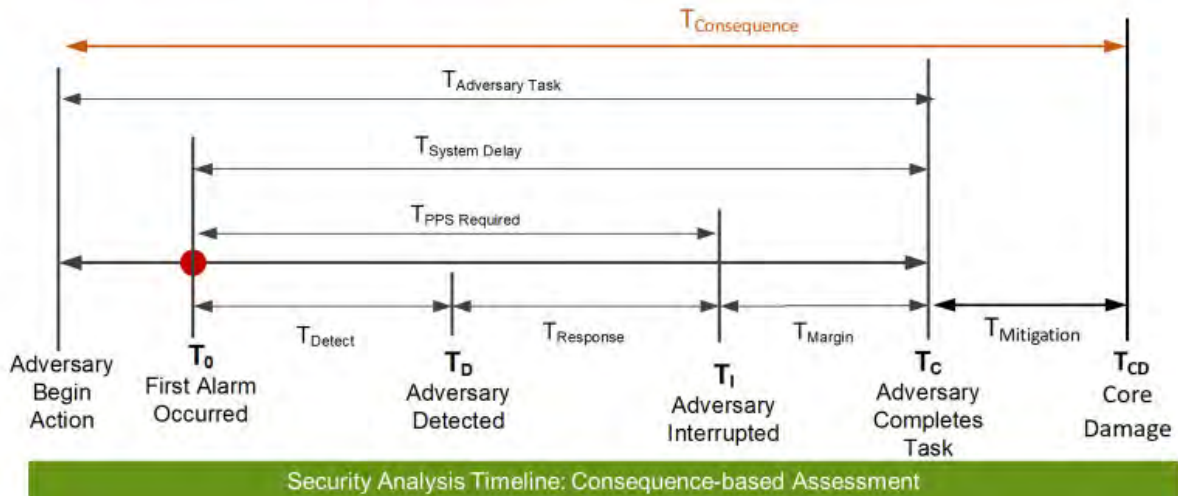 TConsequence
TAdversary Task
TSystem Delay
TPPS Required
TDetect
TResponse
TMargin
TMitigation
Adversary
Begin
Action
T0
First Alarm
Occurred
TD
Adversary
Detected
TI
Adversary
Interrupted
TC
Adversary
Completes
Task
TCD
Core
Damage
Security Analysis Timeline: Consequence-based Assessment